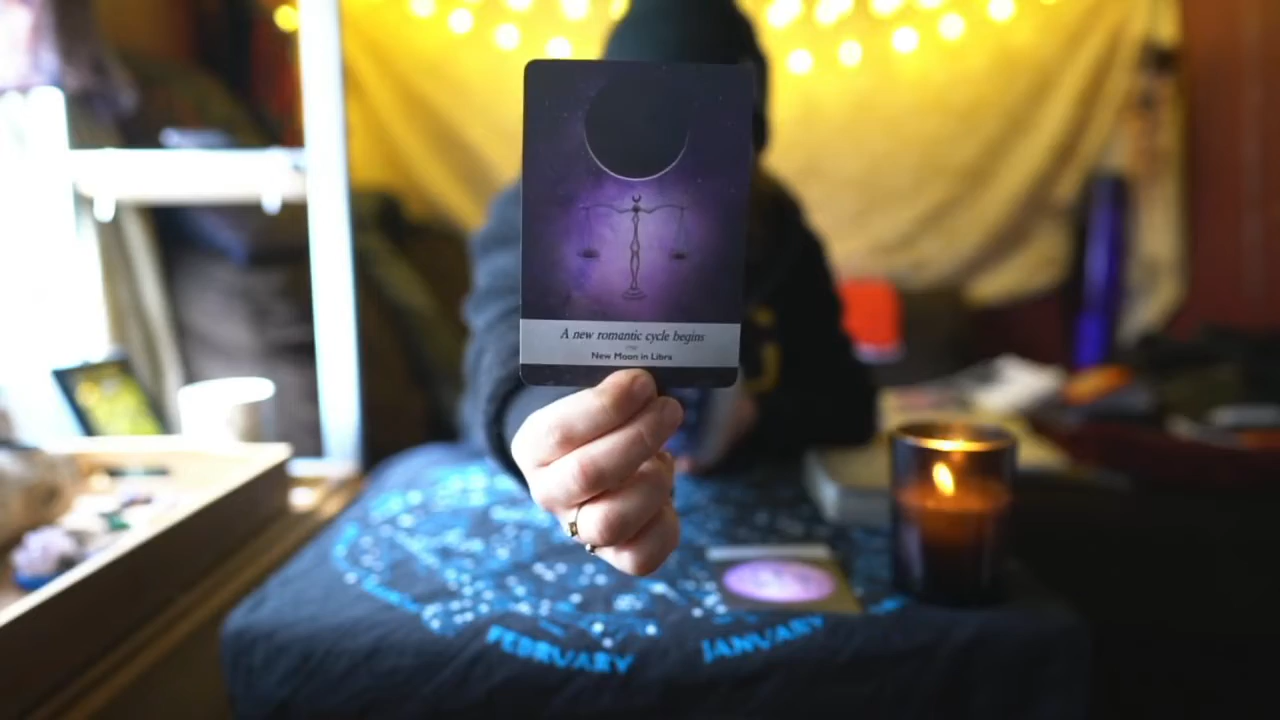 A new romantic cycle begins
New Moon in Libra
FEBRUARY JANUARY